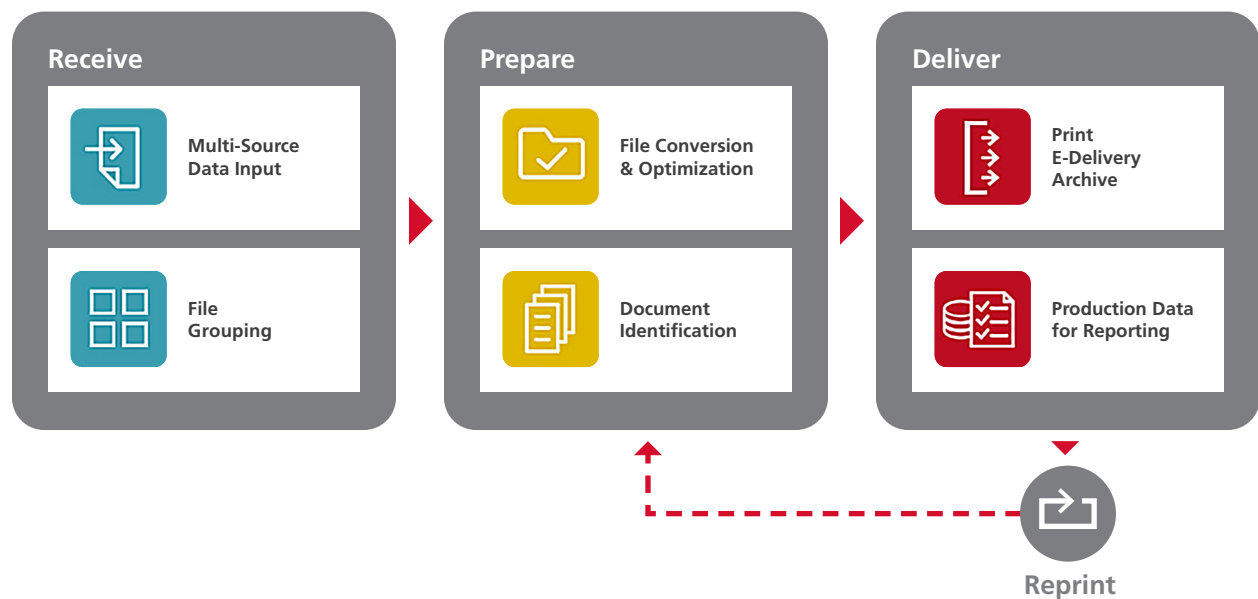 Receive
Multi-Source
Data Input
File
Grouping
Prepare
File Conversion
& Optimization
Document
Identification
Deliver
Print
E-Delivery
Archive
Production Data
for Reporting
Reprint